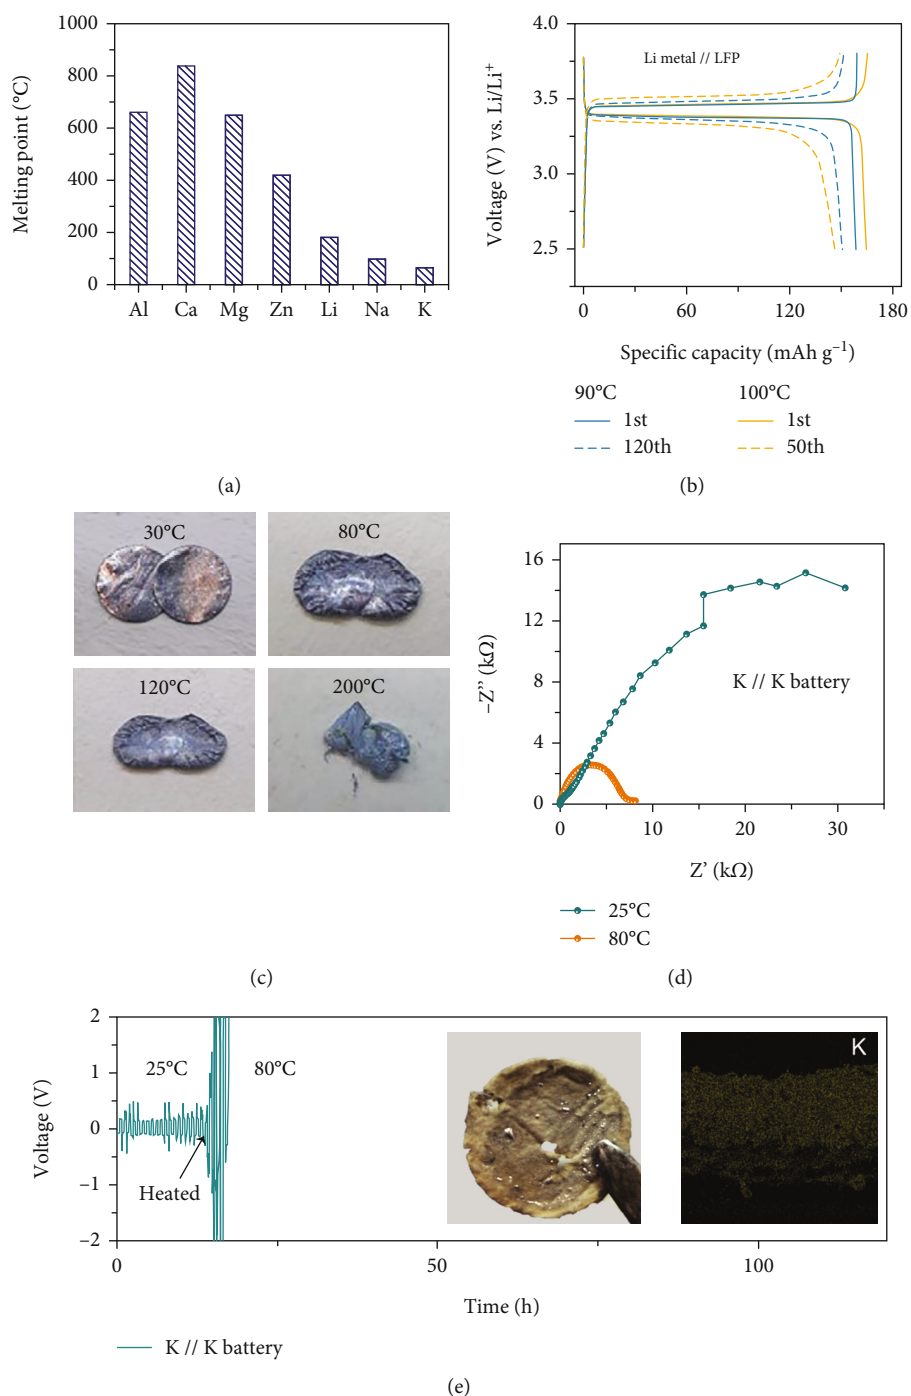 1000
800
600
400
200
0
Melting point (°C)
Al Ca Mg Zn Li Na K
(a)
4.0
3.5
3.0
2.5
Voltage (V) vs. Li/Li⁺
Li metal // LFP
0 60 120 180
Specific capacity (mAh g⁻¹)
90°C 100°C
1st 1st
120th 50th
(b)
30°C 80°C
120°C 200°C
(c)
16
12
8
4
0
−Z″ (kΩ)
K // K battery
0 10 20 30
Z’ (kΩ)
25°C
80°C
(d)
2
1
0
−1
−2
Voltage (V)
25°C 80°C
Heated
K
0 50 100
Time (h)
K // K battery
(e)